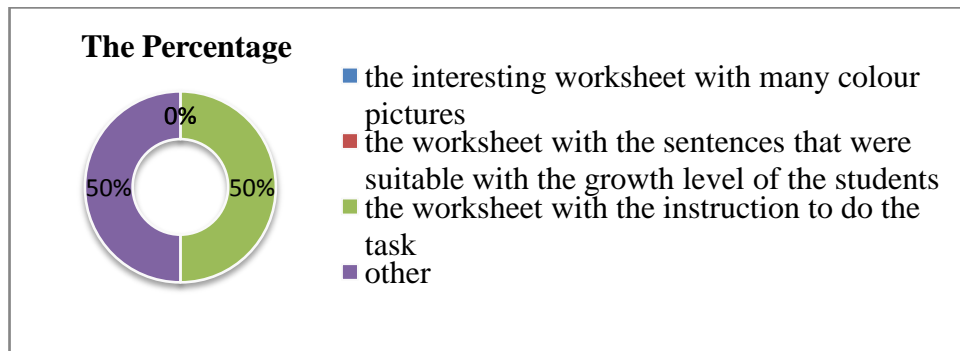 The Percentage
0%
50%
50%
the interesting worksheet with many colour
pictures
the worksheet with the sentences that were
suitable with the growth level of the students
the worksheet with the instruction to do the
task
other